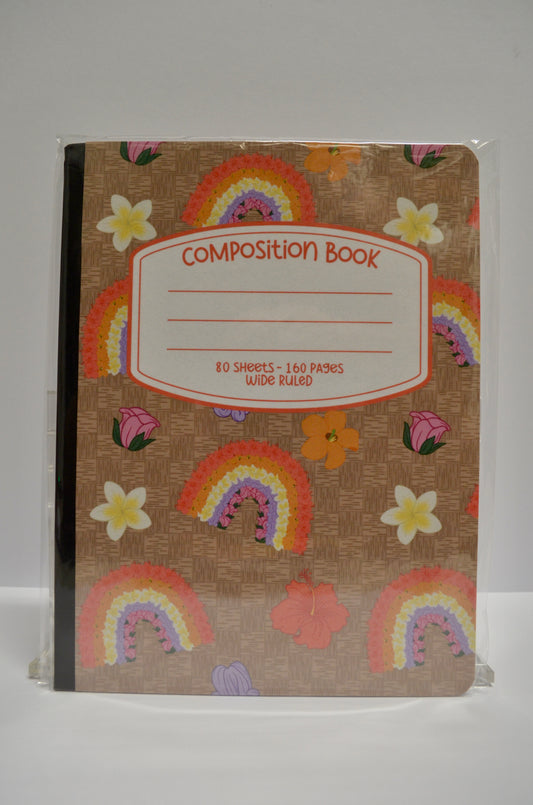 COMPOSITION BOOK
80 SHEETS - 160 PAGES
WIDE RULED